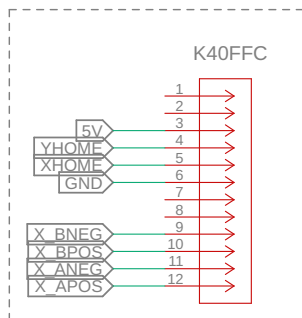 K40FFC
1
2
5V 3
YHOME 4
XHOME 5
GND 6
7
8
X_BNEG 9
X_BPOS 10
X_ANEG 11
X_APOS 12